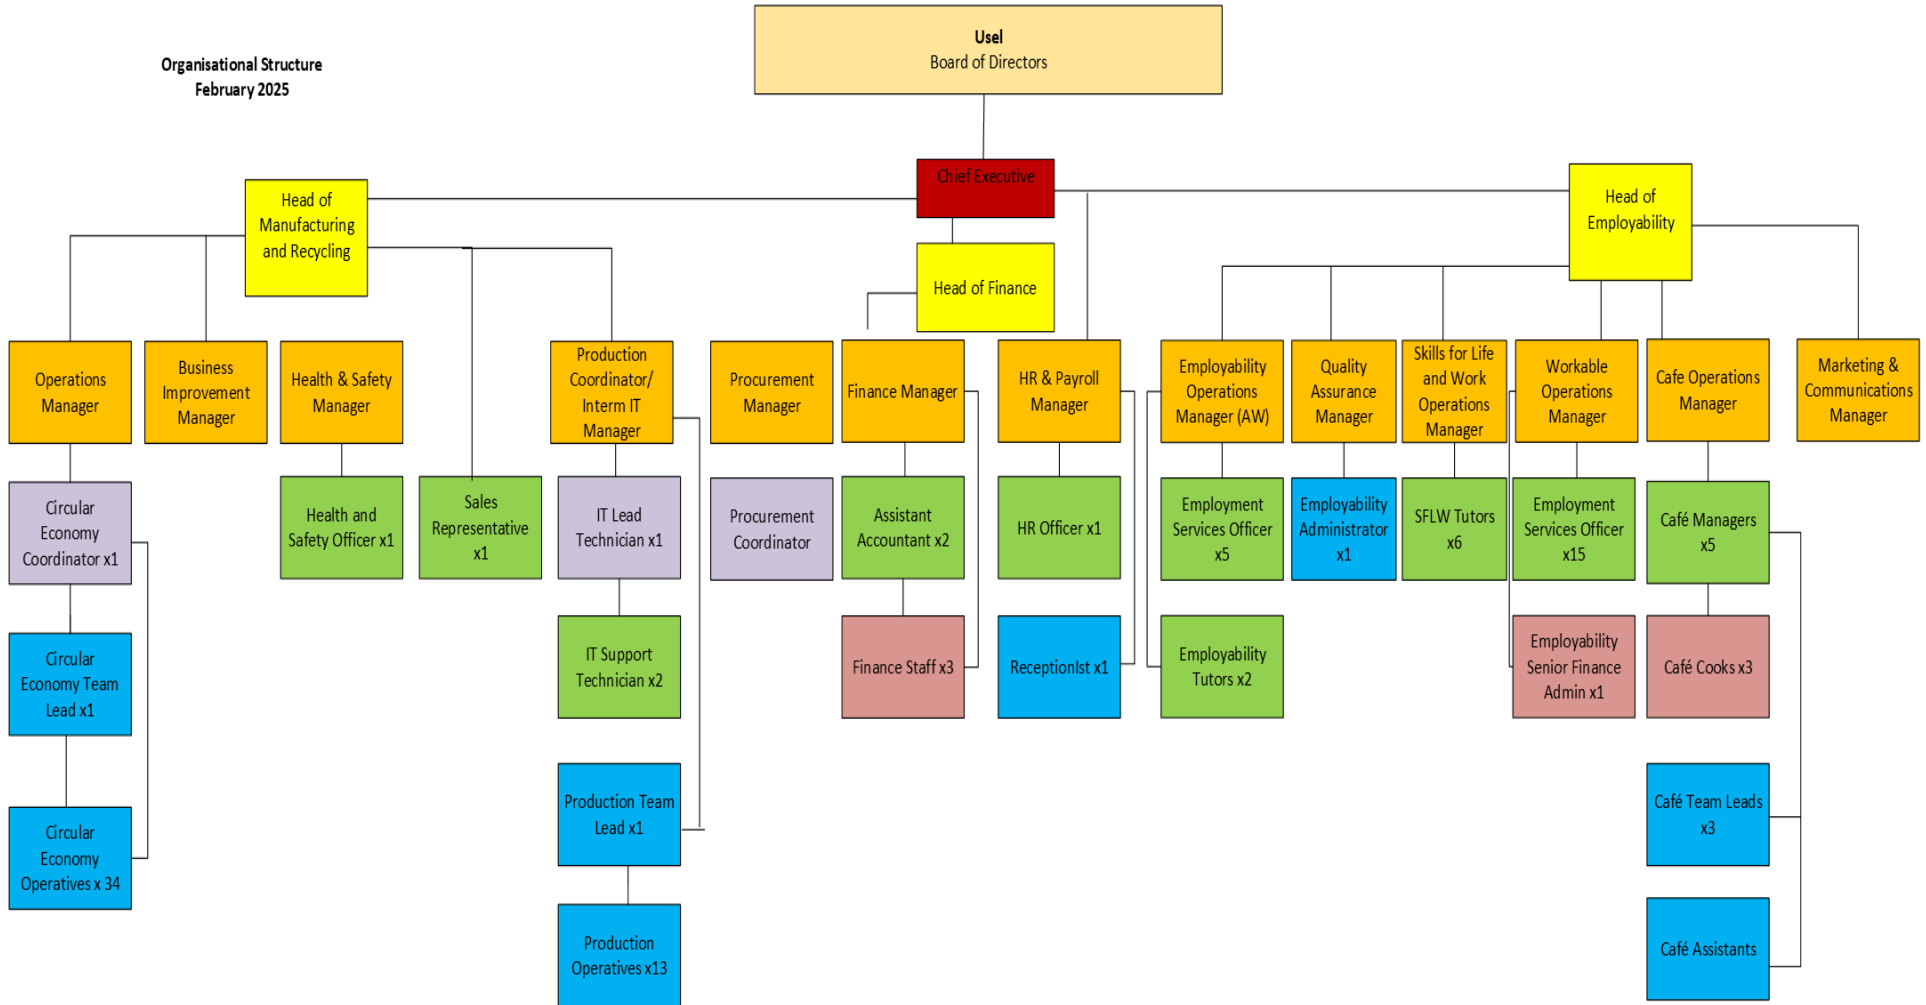 Organisational Structure
February 2025
Usel
Board of Directors
Chief Executive
Head of
Manufacturing
and Recycling
Head of
Employability
Head of Finance
Operations
Manager
Business
Improvement
Manager
Health & Safety
Manager
Production
Coordinator/
Interm IT
Manager
Procurement
Manager
Finance Manager
HR & Payroll
Manager
Employability
Operations
Manager (AW)
Quality
Assurance
Manager
Skills for Life
and Work
Operations
Manager
Workable
Operations
Manager
Cafe Operations
Manager
Marketing &
Communications
Manager
Circular
Economy
Coordinator x1
Health and
Safety Officer x1
Sales
Representative
x1
IT Lead
Technician x1
Procurement
Coordinator
Assistant
Accountant x2
HR Officer x1
Employment
Services Officer
x5
Employability
Administrator
x1
SFLW Tutors
x6
Employment
Services Officer
x15
Café Managers
x5
Circular
Economy Team
Lead x1
IT Support
Technician x2
Finance Staff x3
ReceptionIst x1
Employability
Tutors x2
Employability
Senior Finance
Admin x1
Café Cooks x3
Circular
Economy
Operatives x 34
Production Team
Lead x1
Café Team Leads
x3
Production
Operatives x13
Café Assistants